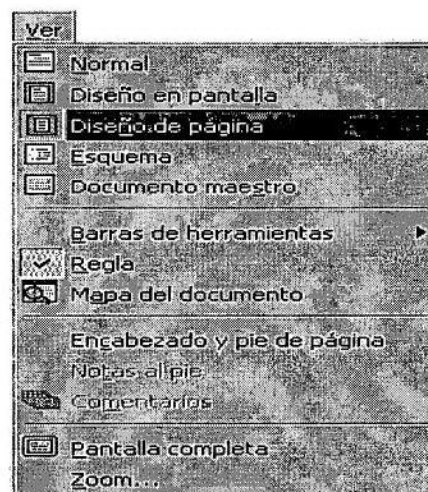 Ver
Normal
Diseño en pantalla
Diseño de página
Esquema
Documento maestro
Barras de herramientas
Regla
Mapa del documento
Encabezado y pie de página
Notas al pie
Comentarios
Pantalla completa
Zoom...